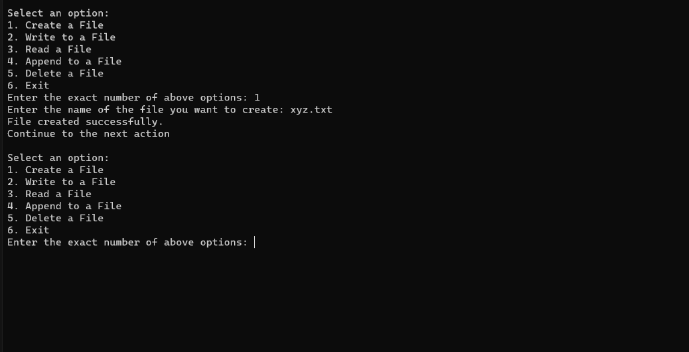 Select an option:
1. Create a File
2. Write to a File
3. Read a File
4. Append to a File
5. Delete a File
6. Exit
Enter the exact number of above options: 1
Enter the name of the file you want to create: xyz.txt
File created successfully.
Continue to the next action
Select an option:
1. Create a File
2. Write to a File
3. Read a File
4. Append to a File
5. Delete a File
6. Exit
Enter the exact number of above options: